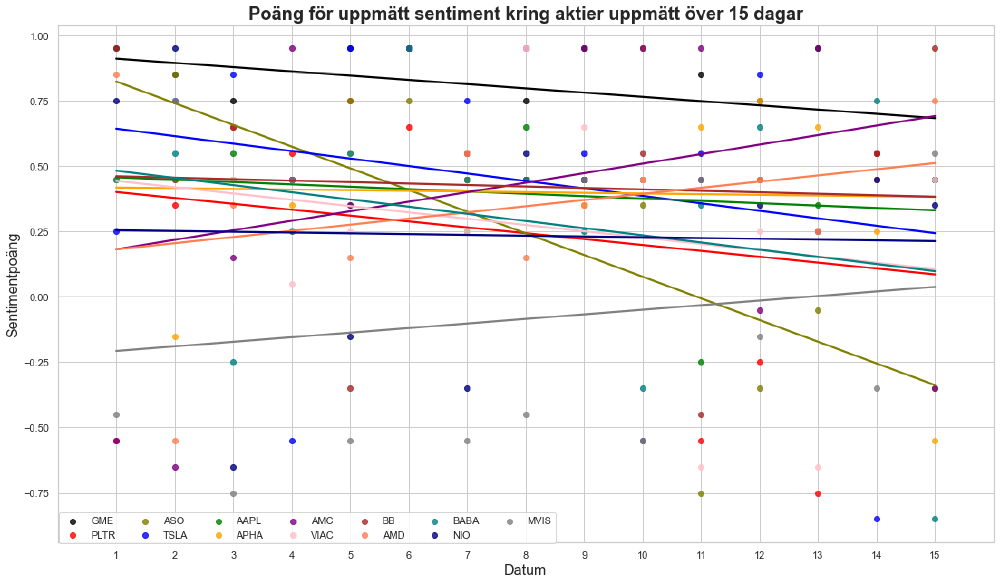 Poäng för uppmätt sentiment kring aktier uppmätt över 15 dagar
1.00
0.75
0.50
0.25
0.00
−0.25
−0.50
−0.75
Sentimentpoäng
GME ASO AAPL AMC BB BABA MVIS
PLTR TSLA APHA VIAC AMD NIO
1 2 3 4 5 6 7 8 9 10 11 12 13 14 15
Datum